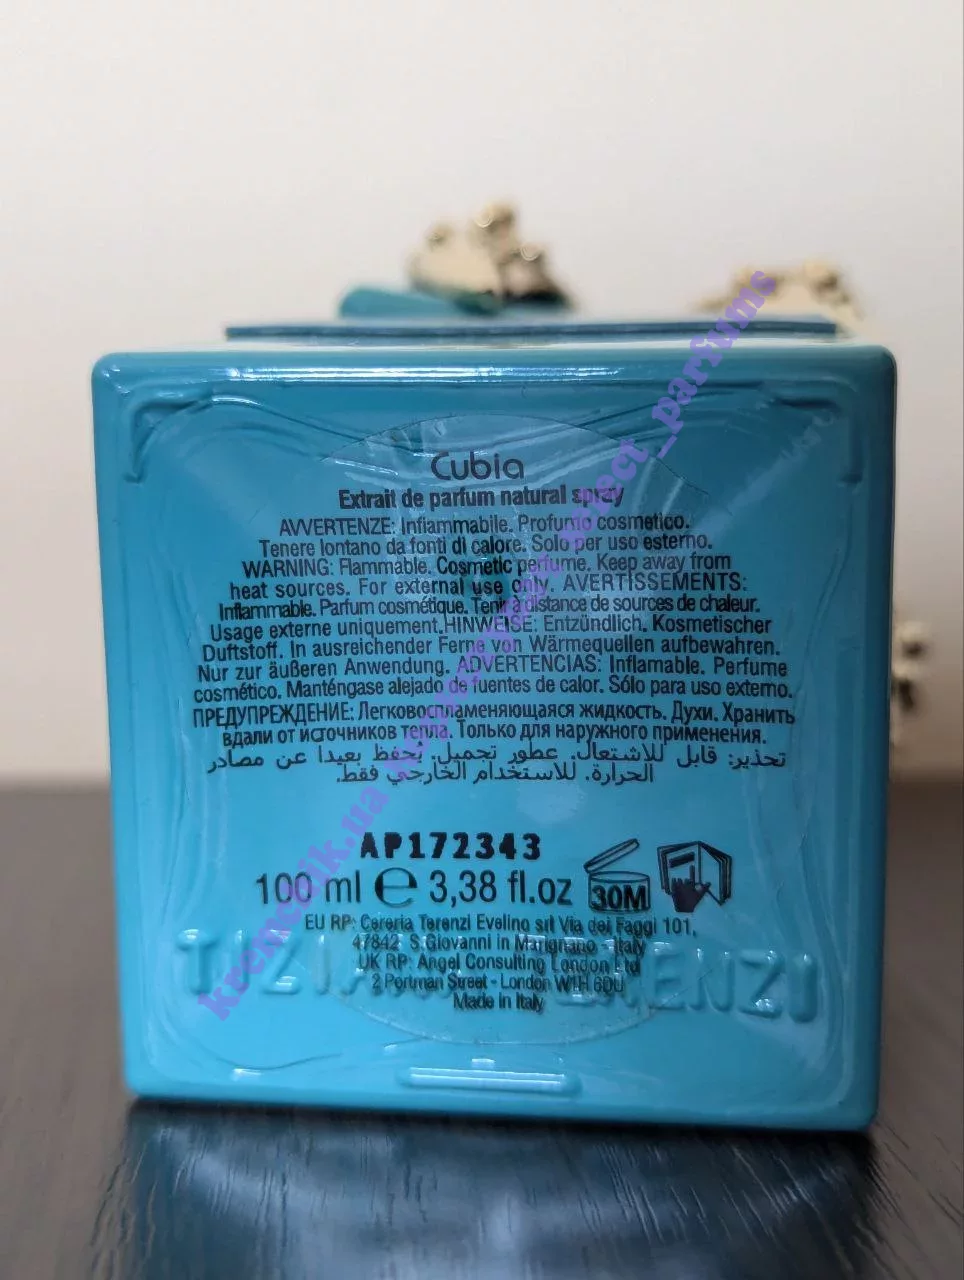 Cubia
Extrait de parfum natural spray
AVVERTENZE: Infiammabile. Profumo cosmetico.
Tenere lontano da fonti di calore. Solo per uso esterno.
WARNING: Flammable. Cosmetic perfume. Keep away from
heat sources. For external use only. AVERTISSEMENTS:
Inflammable. Parfum cosmétique. Tenir à distance de sources de chaleur.
Usage externe uniquement. HINWEISE: Entzündlich. Kosmetischer
Duftstoff. In ausreichender Ferne von Wärmequellen aufbewahren.
Nur zur äußeren Anwendung. ADVERTENCIAS: Inflamable. Perfume
cosmético. Manténgase alejado de fuentes de calor. Sólo para uso externo.
ПРЕДУПРЕЖДЕНИЕ: Легковоспламеняющаяся жидкость. Духи. Хранить
вдали от источников тепла. Только для наружного применения.
تحذير: قابل للاشتعال. عطور تجميل. يحفظ بعيدا عن مصادر
الحرارة. للاستخدام الخارجي فقط.
AP172343
100 ml e 3,38 fl.oz 30M
EU RP: Cereria Terenzi Evelino srl Via dei Faggi 101,
47842 S.Giovanni in Marignano - Italy
TIZIANA TERENZI
UK RP: Angel Consulting London Ltd
2 Portman Street - London W1H 6DU
Made in Italy
kremchik.ua